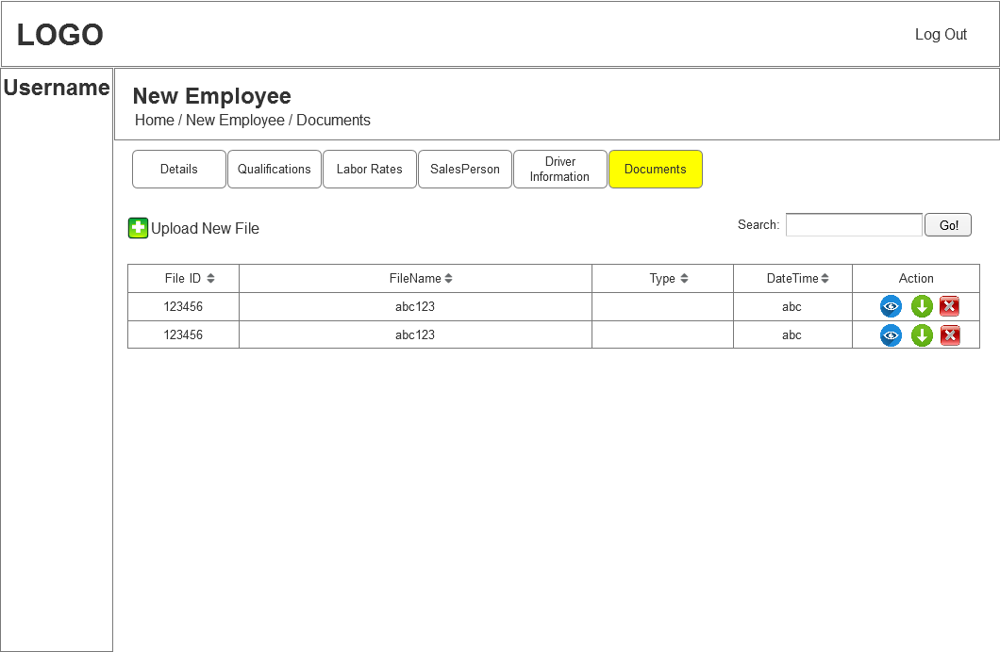 LOGO
Log Out
Username
New Employee
Home / New Employee / Documents
Details
Qualifications
Labor Rates
SalesPerson
Driver
Information
Documents
Upload New File
Search:
Go!
File ID FileName Type DateTime Action
123456 abc123 abc
123456 abc123 abc